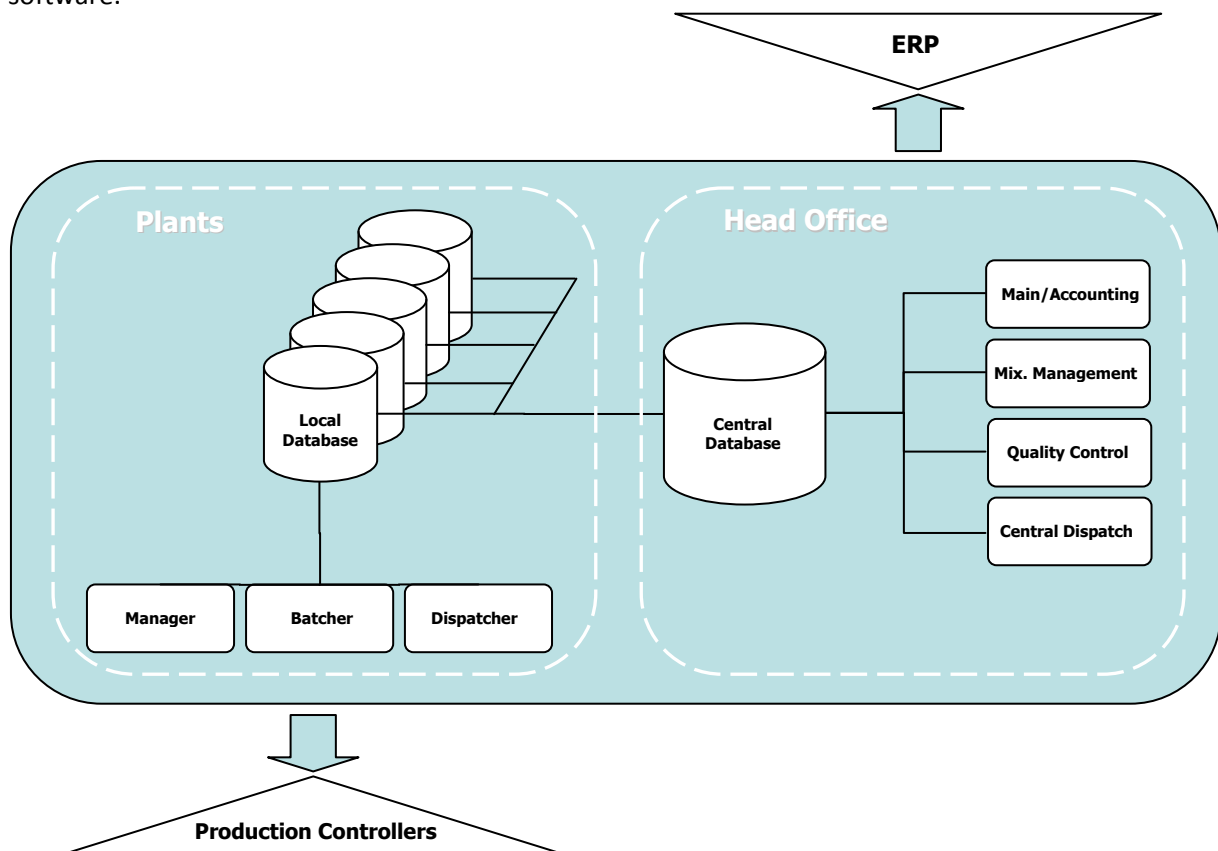 software.
ERP
Plants
Head Office
Main/Accounting
Mix. Management
Local
Database
Central
Database
Quality Control
Central Dispatch
Manager
Batcher
Dispatcher
Production Controllers